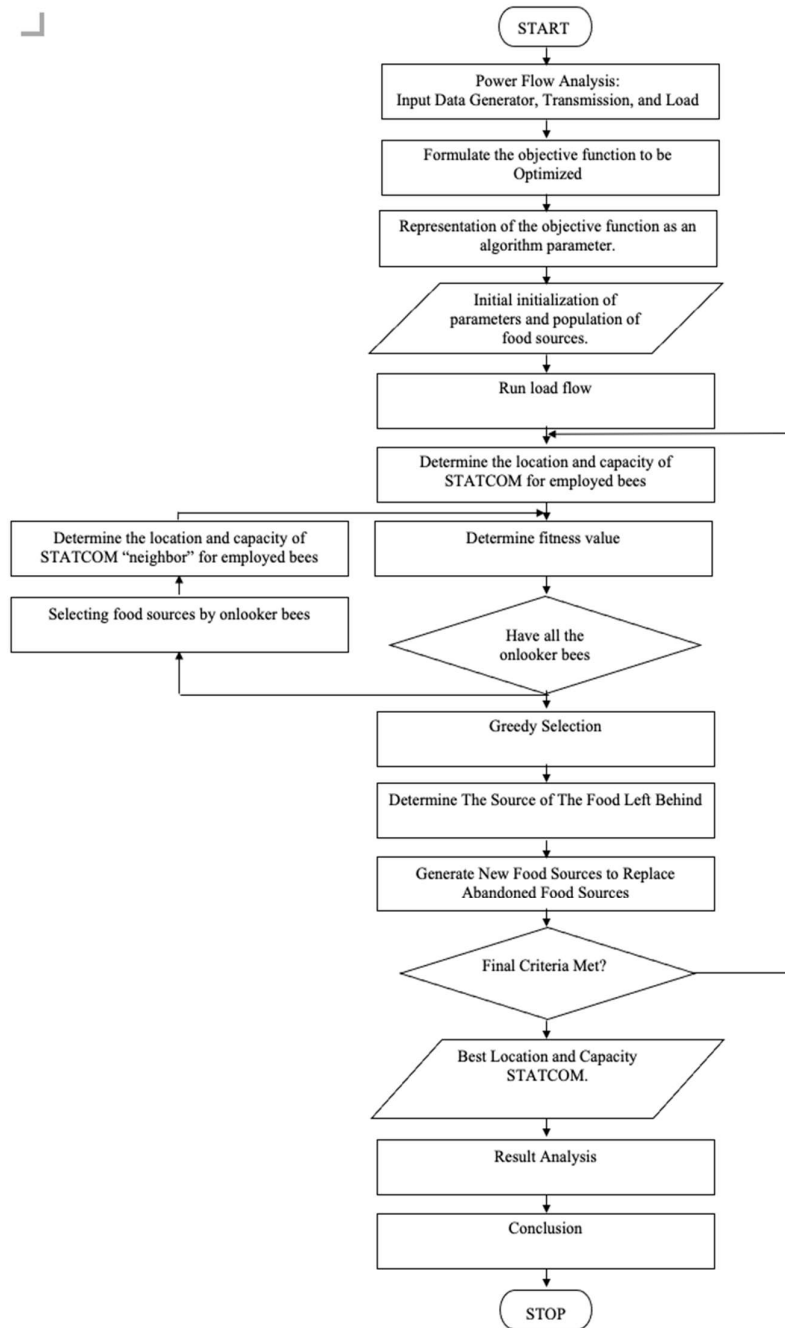 START
Power Flow Analysis:
Input Data Generator, Transmission, and Load
Formulate the objective function to be
Optimized
Representation of the objective function as an
algorithm parameter.
Initial initialization of
parameters and population of
food sources.
Run load flow
Determine the location and capacity of
STATCOM for employed bees
Determine the location and capacity of
STATCOM “neighbor” for employed bees
Determine fitness value
Selecting food sources by onlooker bees
Have all the
onlooker bees
Greedy Selection
Determine The Source of The Food Left Behind
Generate New Food Sources to Replace
Abandoned Food Sources
Final Criteria Met?
Best Location and Capacity
STATCOM.
Result Analysis
Conclusion
STOP